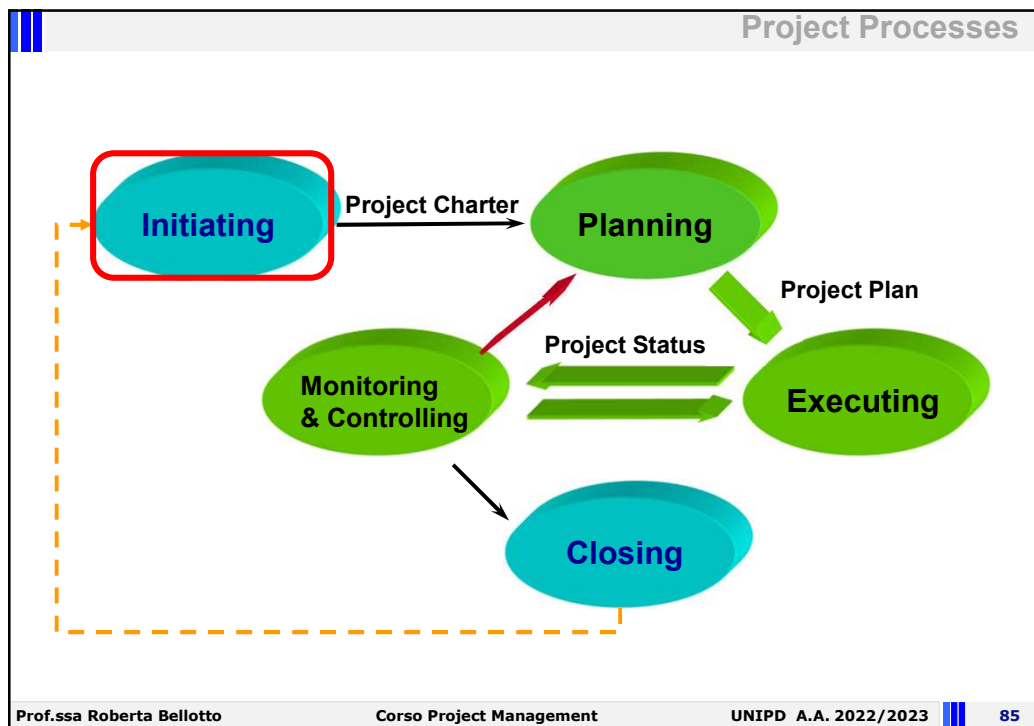 Project Processes
Initiating
Project Charter
Planning
Project Plan
Project Status
Monitoring
& Controlling
Executing
Closing
Prof.ssa Roberta Bellotto Corso Project Management UNIPD A.A. 2022/2023 85